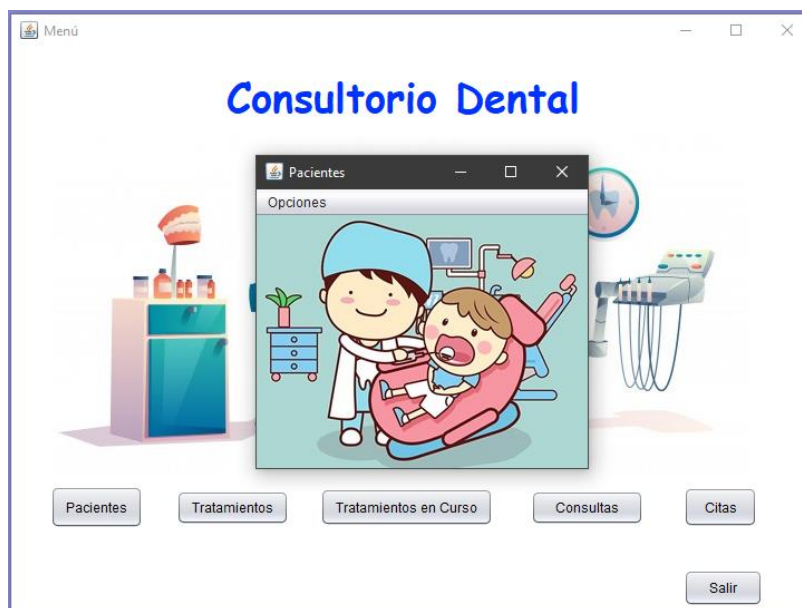 Menú
Consultorio Dental
Pacientes
Opciones
Pacientes
Tratamientos
Tratamientos en Curso
Consultas
Citas
Salir